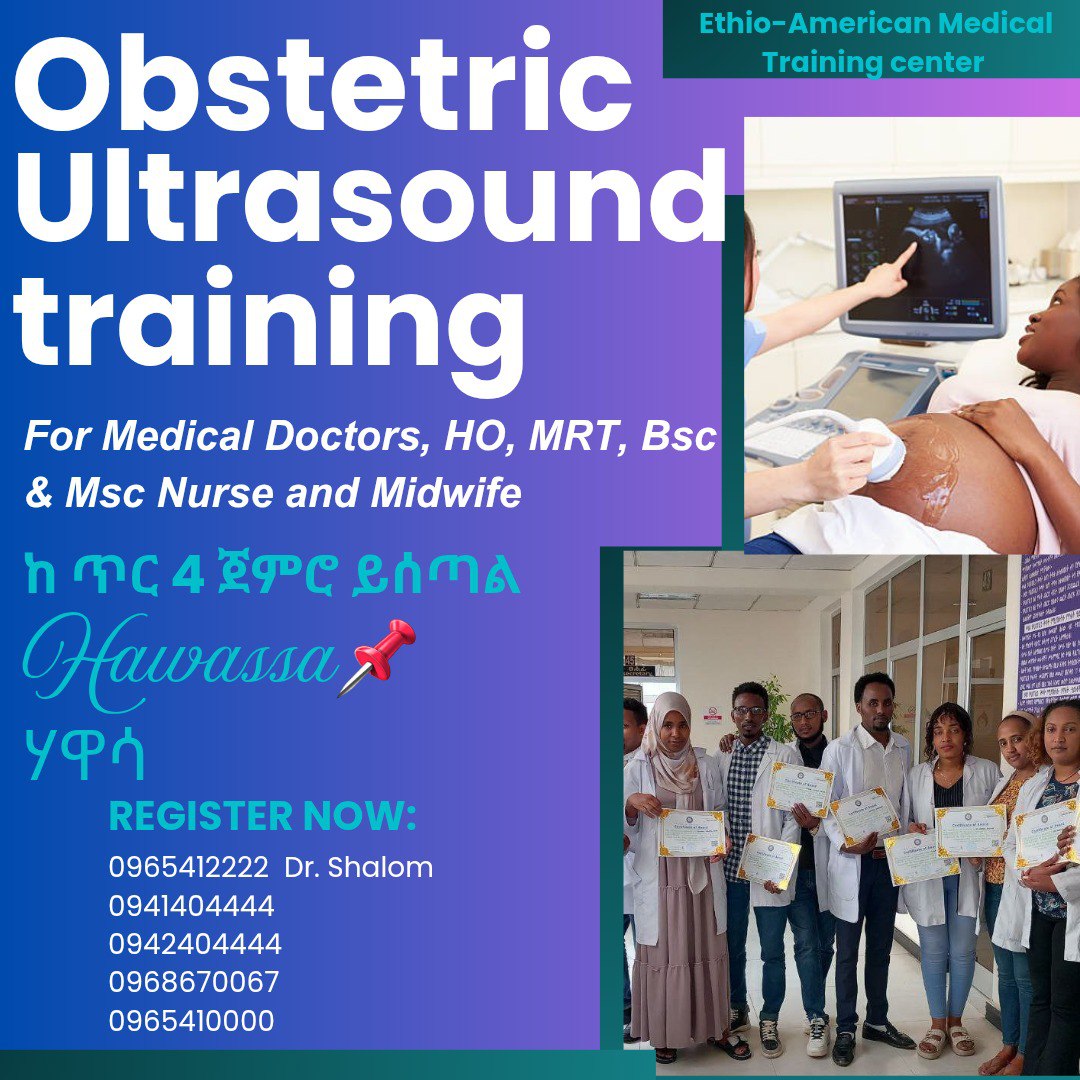 Ethio-American Medical
Training center
Obstetric
Ultrasound
training
For Medical Doctors, HO, MRT, Bsc
& Msc Nurse and Midwife
ከ ጥር 4 ጀምሮ ይሰጣል
Hawassa
ሃዋሳ
REGISTER NOW:
0965412222 Dr. Shalom
0941404444
0942404444
0968670067
0965410000